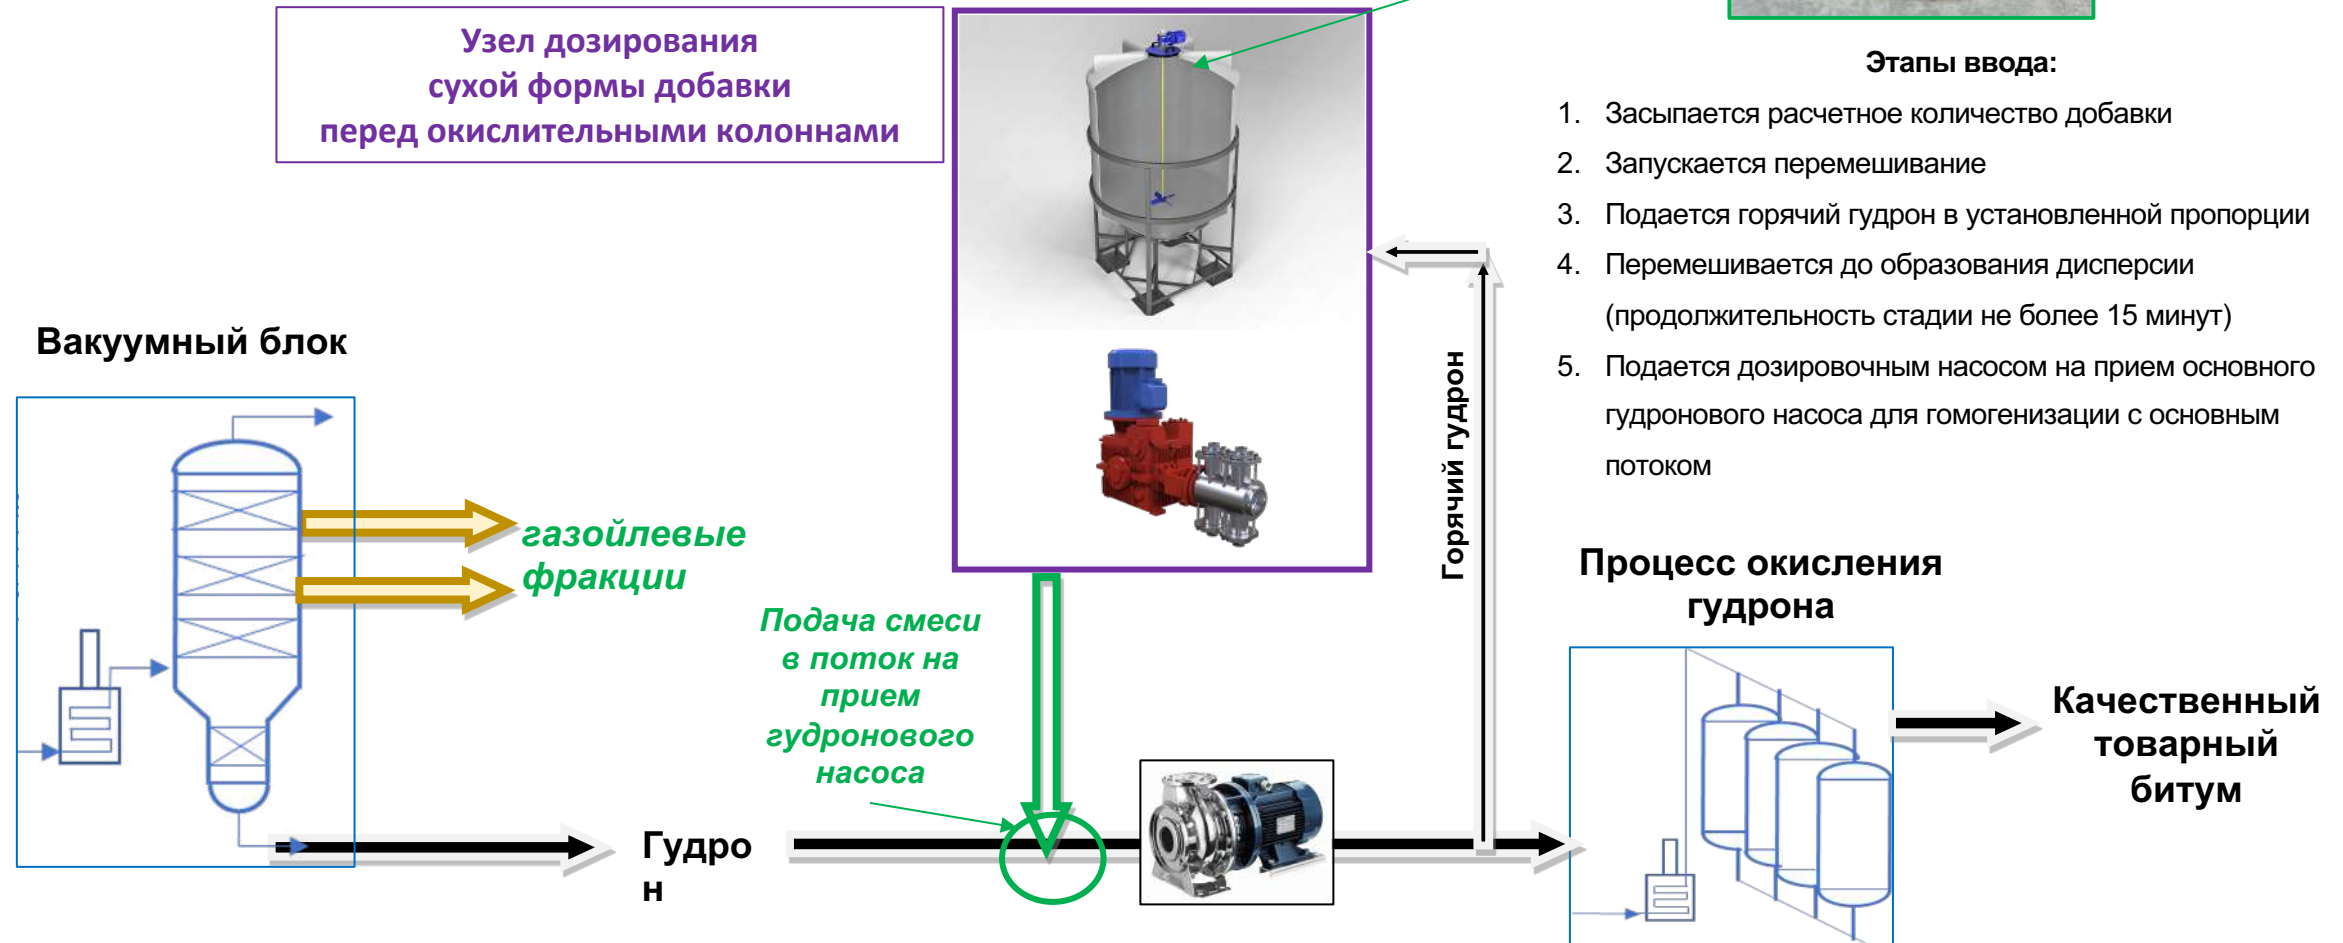 Узел дозирования
сухой формы добавки
перед окислительными колоннами
Этапы ввода:
1. Засыпается расчетное количество добавки
2. Запускается перемешивание
3. Подается горячий гудрон в установленной пропорции
4. Перемешивается до образования дисперсии
(продолжительность стадии не более 15 минут)
5. Подается дозировочным насосом на прием основного
гудронового насоса для гомогенизации с основным
потоком
Вакуумный блок
газойлевые
фракции
Горячий гудрон
Подача смеси
в поток на
прием
гудронового
насоса
Процесс окисления
гудрона
Гудро
н
Качественный
товарный
битум